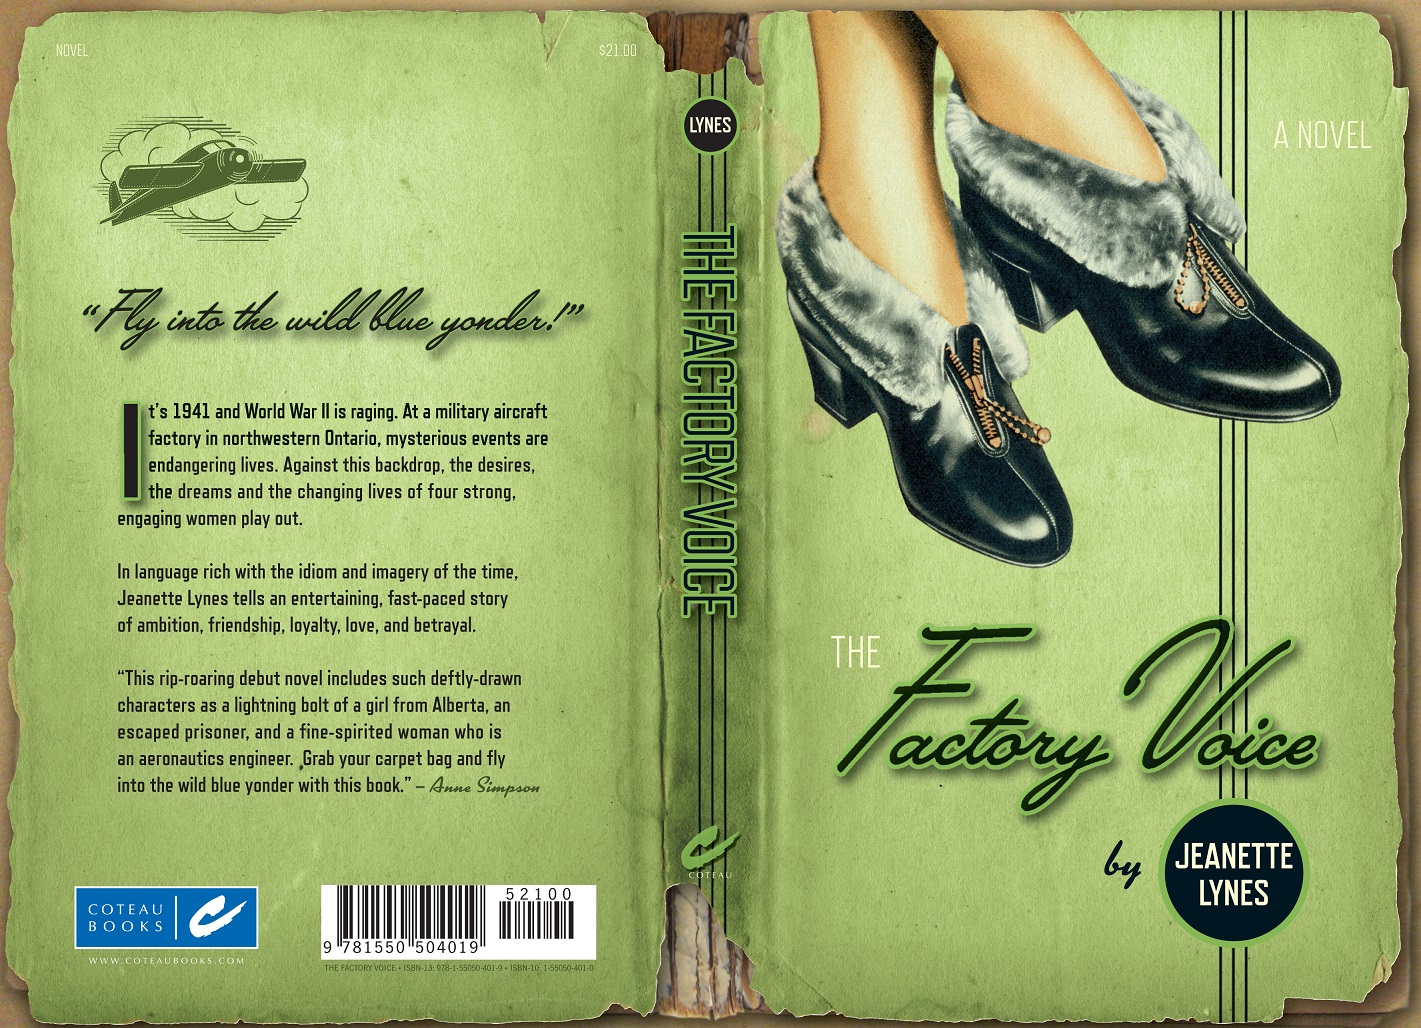 NOVEL
$21.00
“Fly into the wild blue yonder!”
It’s 1941 and World War II is raging. At a military aircraft
factory in northwestern Ontario, mysterious events are
endangering lives. Against this backdrop, the desires,
the dreams and the changing lives of four strong,
engaging women play out.
In language rich with the idiom and imagery of the time,
Jeanette Lynes tells an entertaining, fast-paced story
of ambition, friendship, loyalty, love, and betrayal.
“This rip-roaring debut novel includes such deftly-drawn
characters as a lightning bolt of a girl from Alberta, an
escaped prisoner, and a fine-spirited woman who is
an aeronautics engineer. Grab your carpet bag and fly
into the wild blue yonder with this book.” – Anne Simpson
COTEAU
BOOKS
WWW.COTEAUBOOKS.COM
52100
9 781550 504019
THE FACTORY VOICE • ISBN-13: 978-1-55050-401-9 • ISBN-10: 1-55050-401-0
LYNES
THE FACTORY VOICE
COTEAU
A NOVEL
THE Factory Voice
by JEANETTE
LYNES